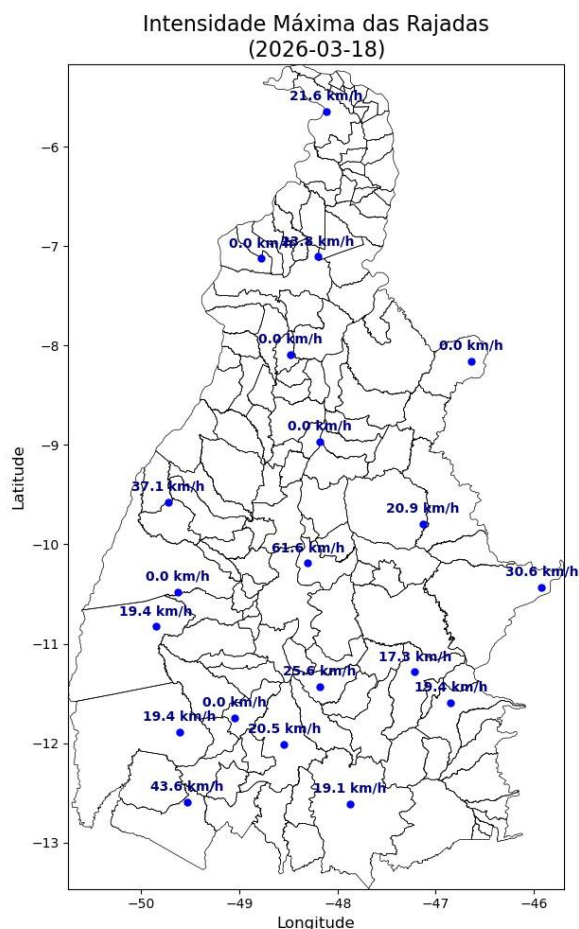 Intensidade Máxima das Rajadas
(2026-03-18)
21.6 km/h
0.0 km/h
23.8 km/h
0.0 km/h
0.0 km/h
0.0 km/h
37.1 km/h
20.9 km/h
61.6 km/h
30.6 km/h
0.0 km/h
19.4 km/h
17.3 km/h
25.6 km/h
19.4 km/h
0.0 km/h
19.4 km/h
20.5 km/h
43.6 km/h
19.1 km/h
−6
−7
−8
−9
−10
−11
−12
−13
Latitude
−50
−49
−48
−47
−46
Longitude